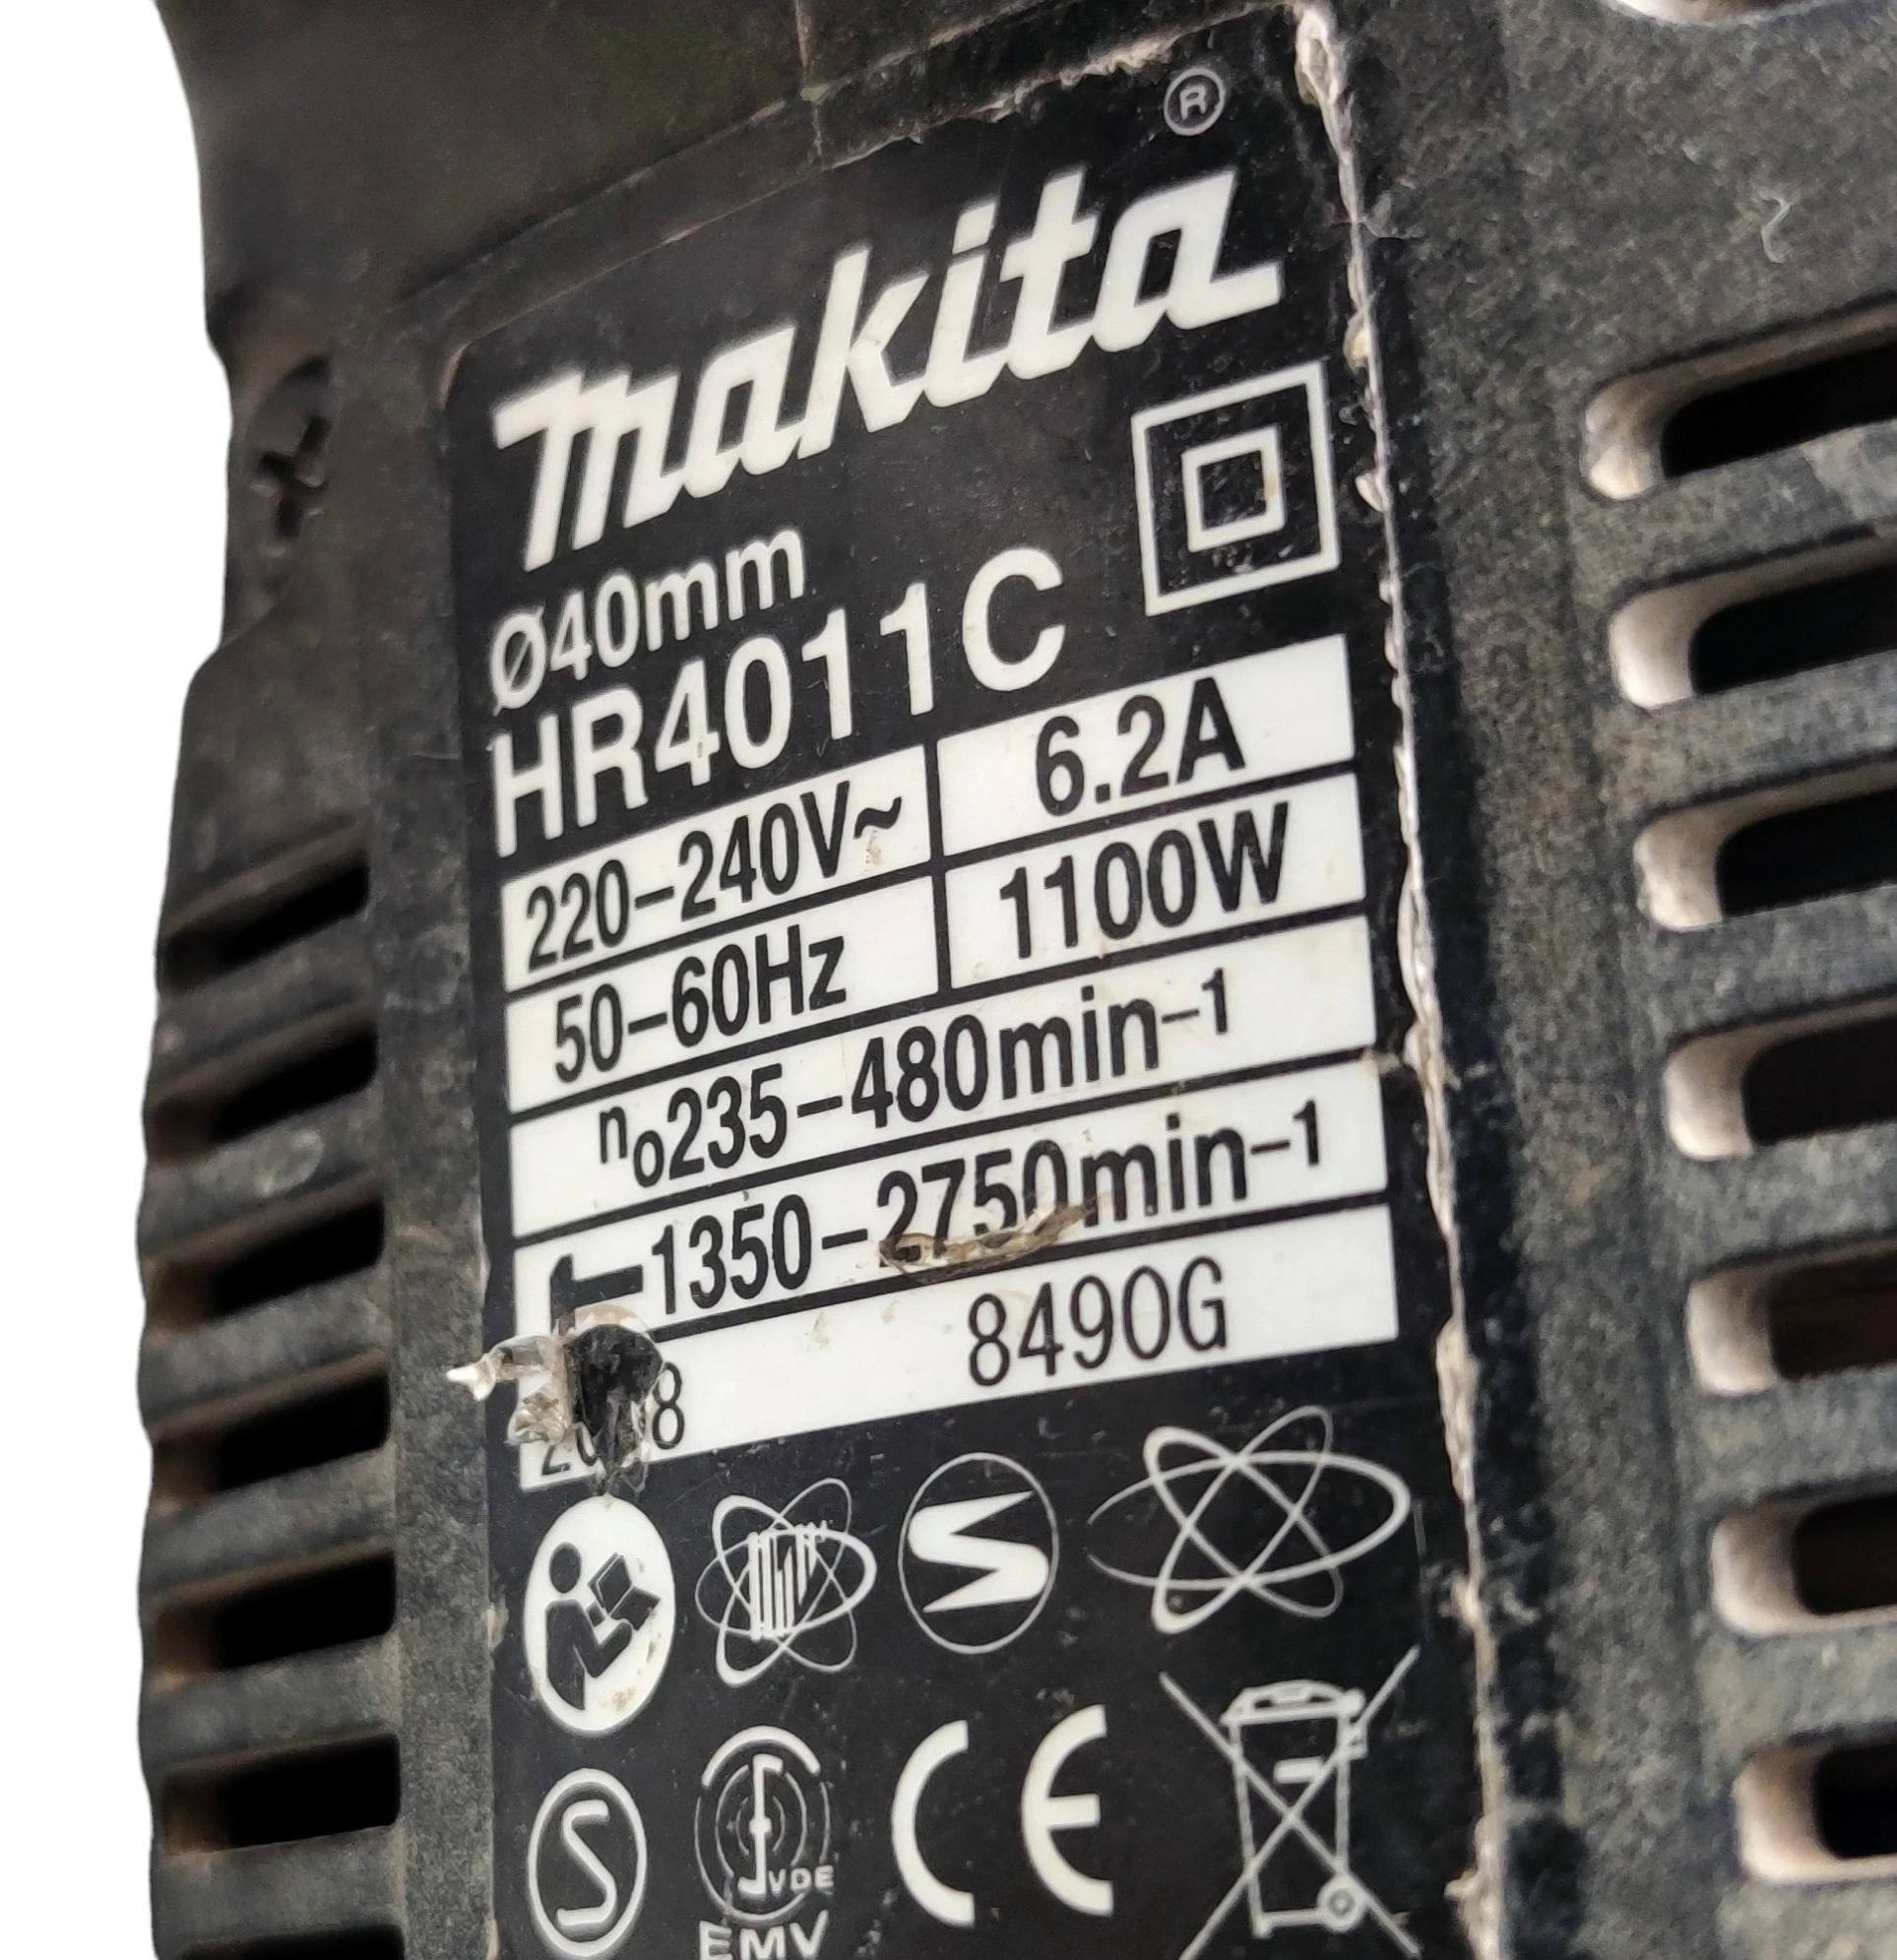 ®
Makita
Ø40mm
HR4011C
220–240V~ 6.2A
50–60Hz 1100W
n₀235–480min⁻¹
1350–2750min⁻¹
8490G
S
VDE
EMV
CE